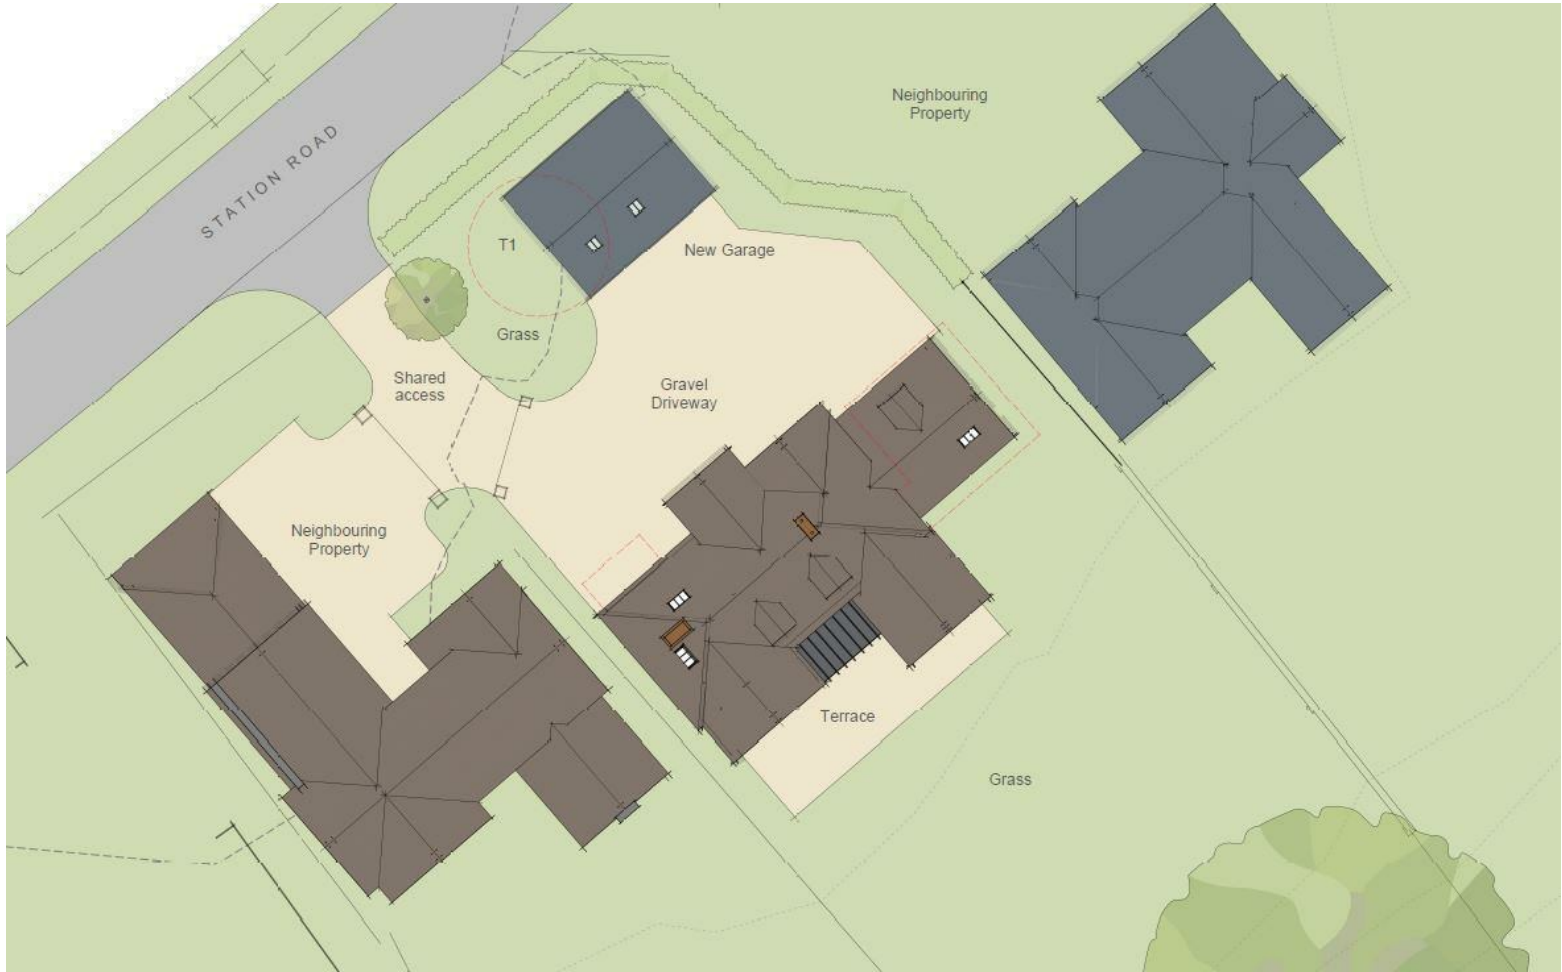 STATION ROAD
Neighbouring
Property
T1
New Garage
Grass
Shared
access
Gravel
Driveway
Neighbouring
Property
Terrace
Grass